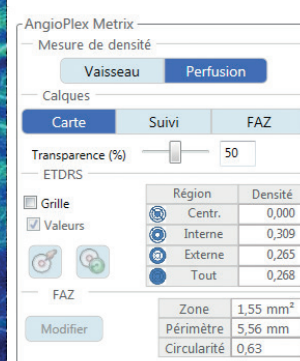 AngioPlex Metrix
Mesure de densité
Vaisseau Perfusion
Calques
Carte Suivi FAZ
Transparence (%) 50
ETDRS
Grille
Valeurs
Région Densité
Centr. 0,000
Interne 0,309
Externe 0,265
Tout 0,268
FAZ
Modifier
Zone 1,55 mm²
Périmètre 5,56 mm
Circularité 0,63